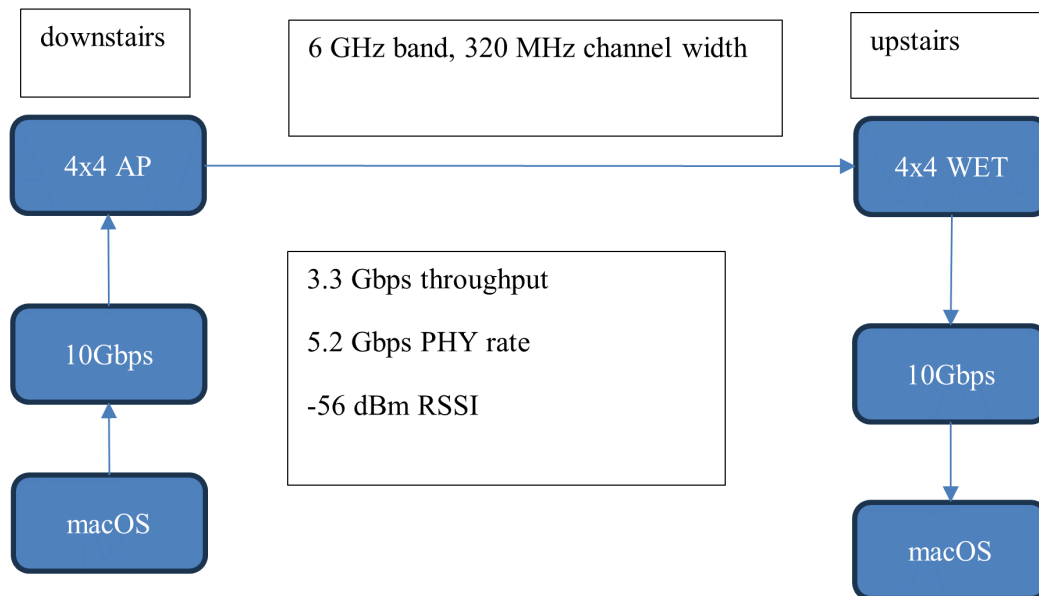 downstairs
6 GHz band, 320 MHz channel width
upstairs
4x4 AP
4x4 WET
3.3 Gbps throughput
5.2 Gbps PHY rate
-56 dBm RSSI
10Gbps
10Gbps
macOS
macOS